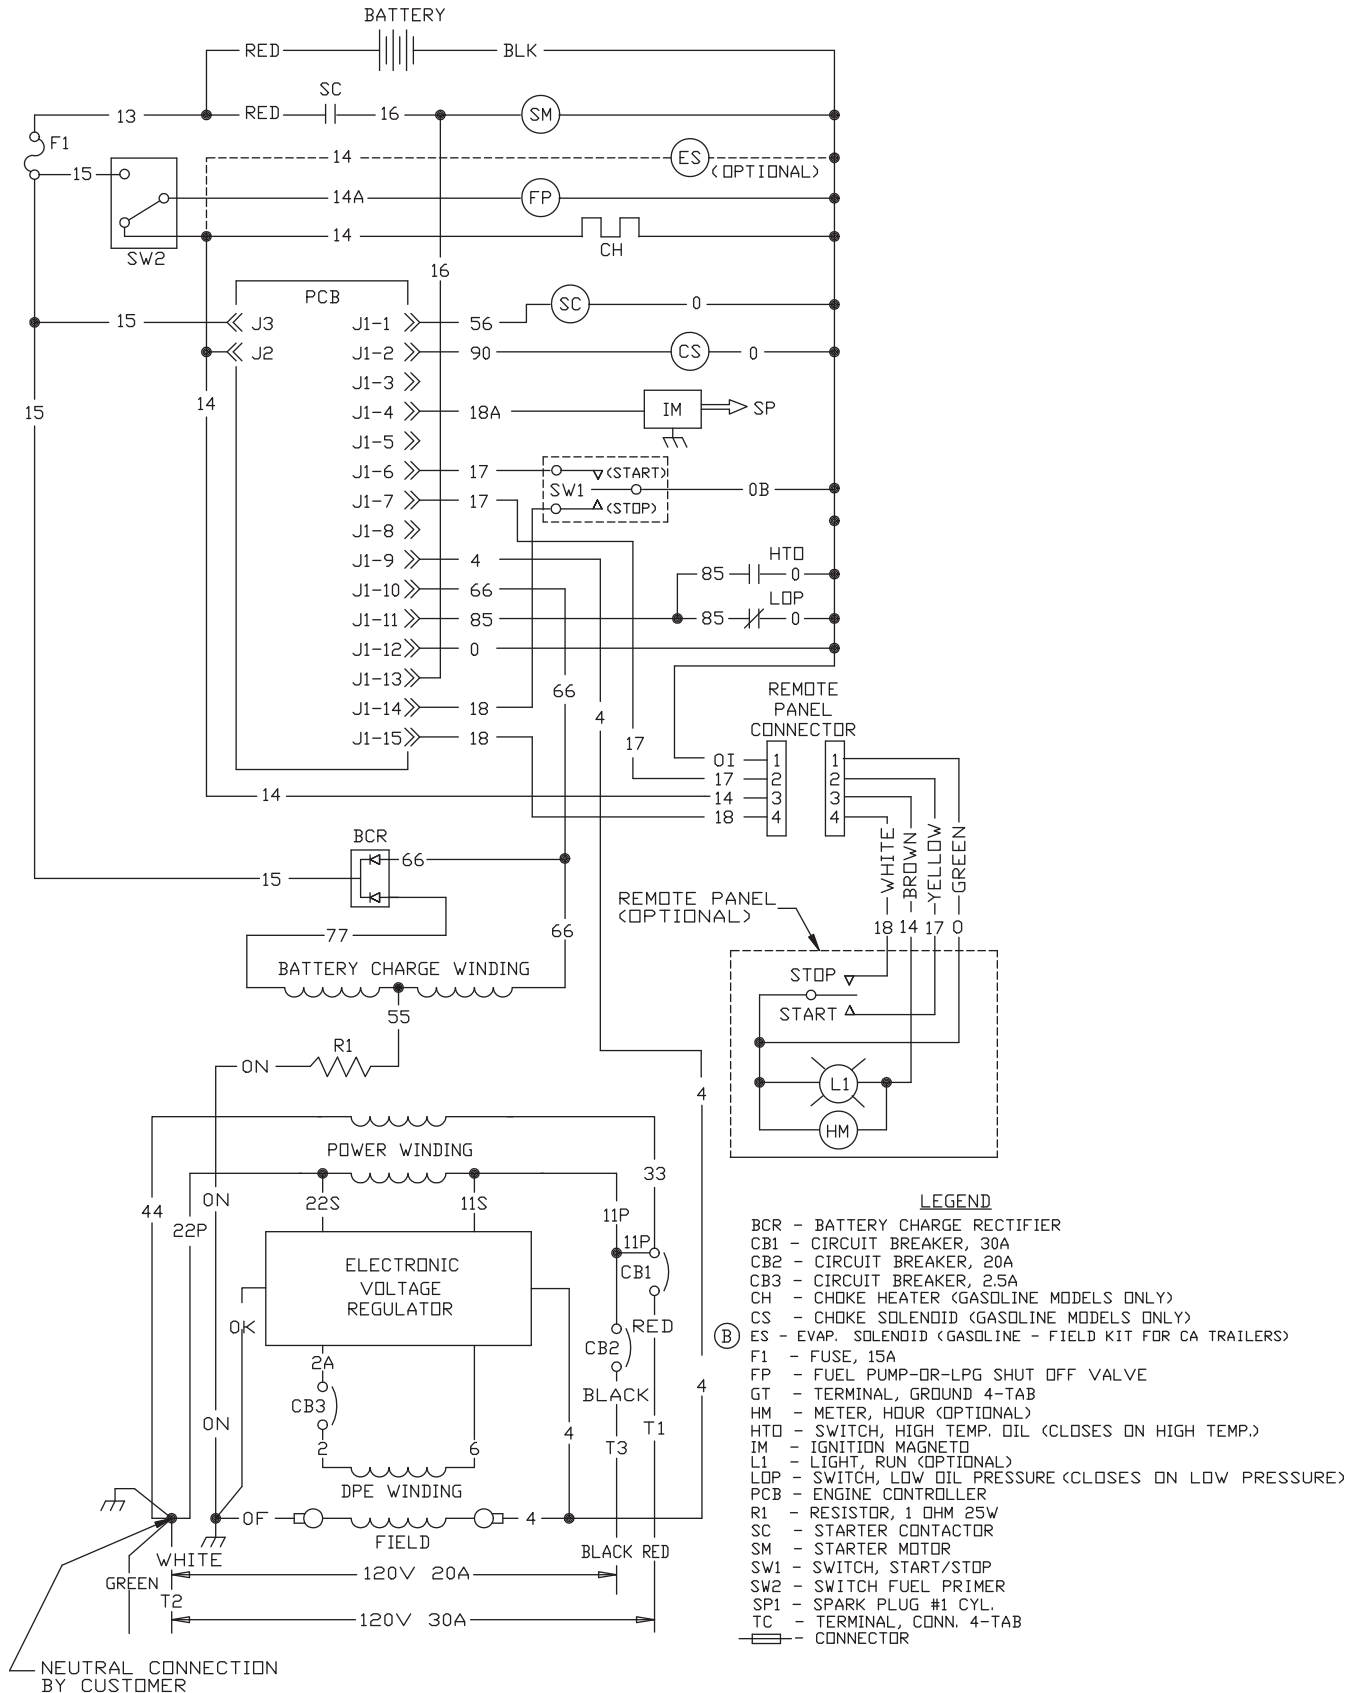 BATTERY
RED
BLK
SC
13
RED
16
SM
F1
14
ES
(OPTIONAL)
15
14A
FP
14
CH
SW2
16
PCB
SC
0
15
J3
J1-1
56
J2
J1-2
90
CS
0
J1-3
14
15
J1-4
18A
IM
SP
J1-5
J1-6
17
(START)
SW1
0B
J1-7
17
(STOP)
J1-8
HTO
J1-9
4
85
0
J1-10
66
LOP
J1-11
85
85
0
J1-12
0
J1-13
66
REMOTE
PANEL
CONNECTOR
J1-14
18
4
J1-15
18
17
0I
1
1
17
2
2
14
14
3
3
18
4
4
BCR
66
15
WHITE
BROWN
YELLOW
GREEN
REMOTE PANEL
(OPTIONAL)
18
14
17
0
77
66
BATTERY CHARGE WINDING
STOP
START
55
R1
0N
L1
4
HM
POWER WINDING
33
44
0N
22S
11S
22P
11P
11P
ELECTRONIC
VOLTAGE
REGULATOR
CB1
0K
RED
CB2
2A
BLACK
4
CB3
0N
T1
2
6
4
T3
DPE WINDING
0F
4
FIELD
WHITE
BLACK
RED
GREEN
120V 20A
T2
120V 30A
NEUTRAL CONNECTION
BY CUSTOMER
LEGEND
BCR - BATTERY CHARGE RECTIFIER
CB1 - CIRCUIT BREAKER, 30A
CB2 - CIRCUIT BREAKER, 20A
CB3 - CIRCUIT BREAKER, 2.5A
CH - CHOKE HEATER (GASOLINE MODELS ONLY)
CS - CHOKE SOLENOID (GASOLINE MODELS ONLY)
B ES - EVAP. SOLENOID (GASOLINE - FIELD KIT FOR CA TRAILERS)
F1 - FUSE, 15A
FP - FUEL PUMP-OR-LPG SHUT OFF VALVE
GT - TERMINAL, GROUND 4-TAB
HM - METER, HOUR (OPTIONAL)
HTO - SWITCH, HIGH TEMP. OIL (CLOSES ON HIGH TEMP.)
IM - IGNITION MAGNETO
L1 - LIGHT, RUN (OPTIONAL)
LOP - SWITCH, LOW OIL PRESSURE (CLOSES ON LOW PRESSURE)
PCB - ENGINE CONTROLLER
R1 - RESISTOR, 1 OHM 25W
SC - STARTER CONTACTOR
SM - STARTER MOTOR
SW1 - SWITCH, START/STOP
SW2 - SWITCH FUEL PRIMER
SP1 - SPARK PLUG #1 CYL.
TC - TERMINAL, CONN. 4-TAB
- CONNECTOR